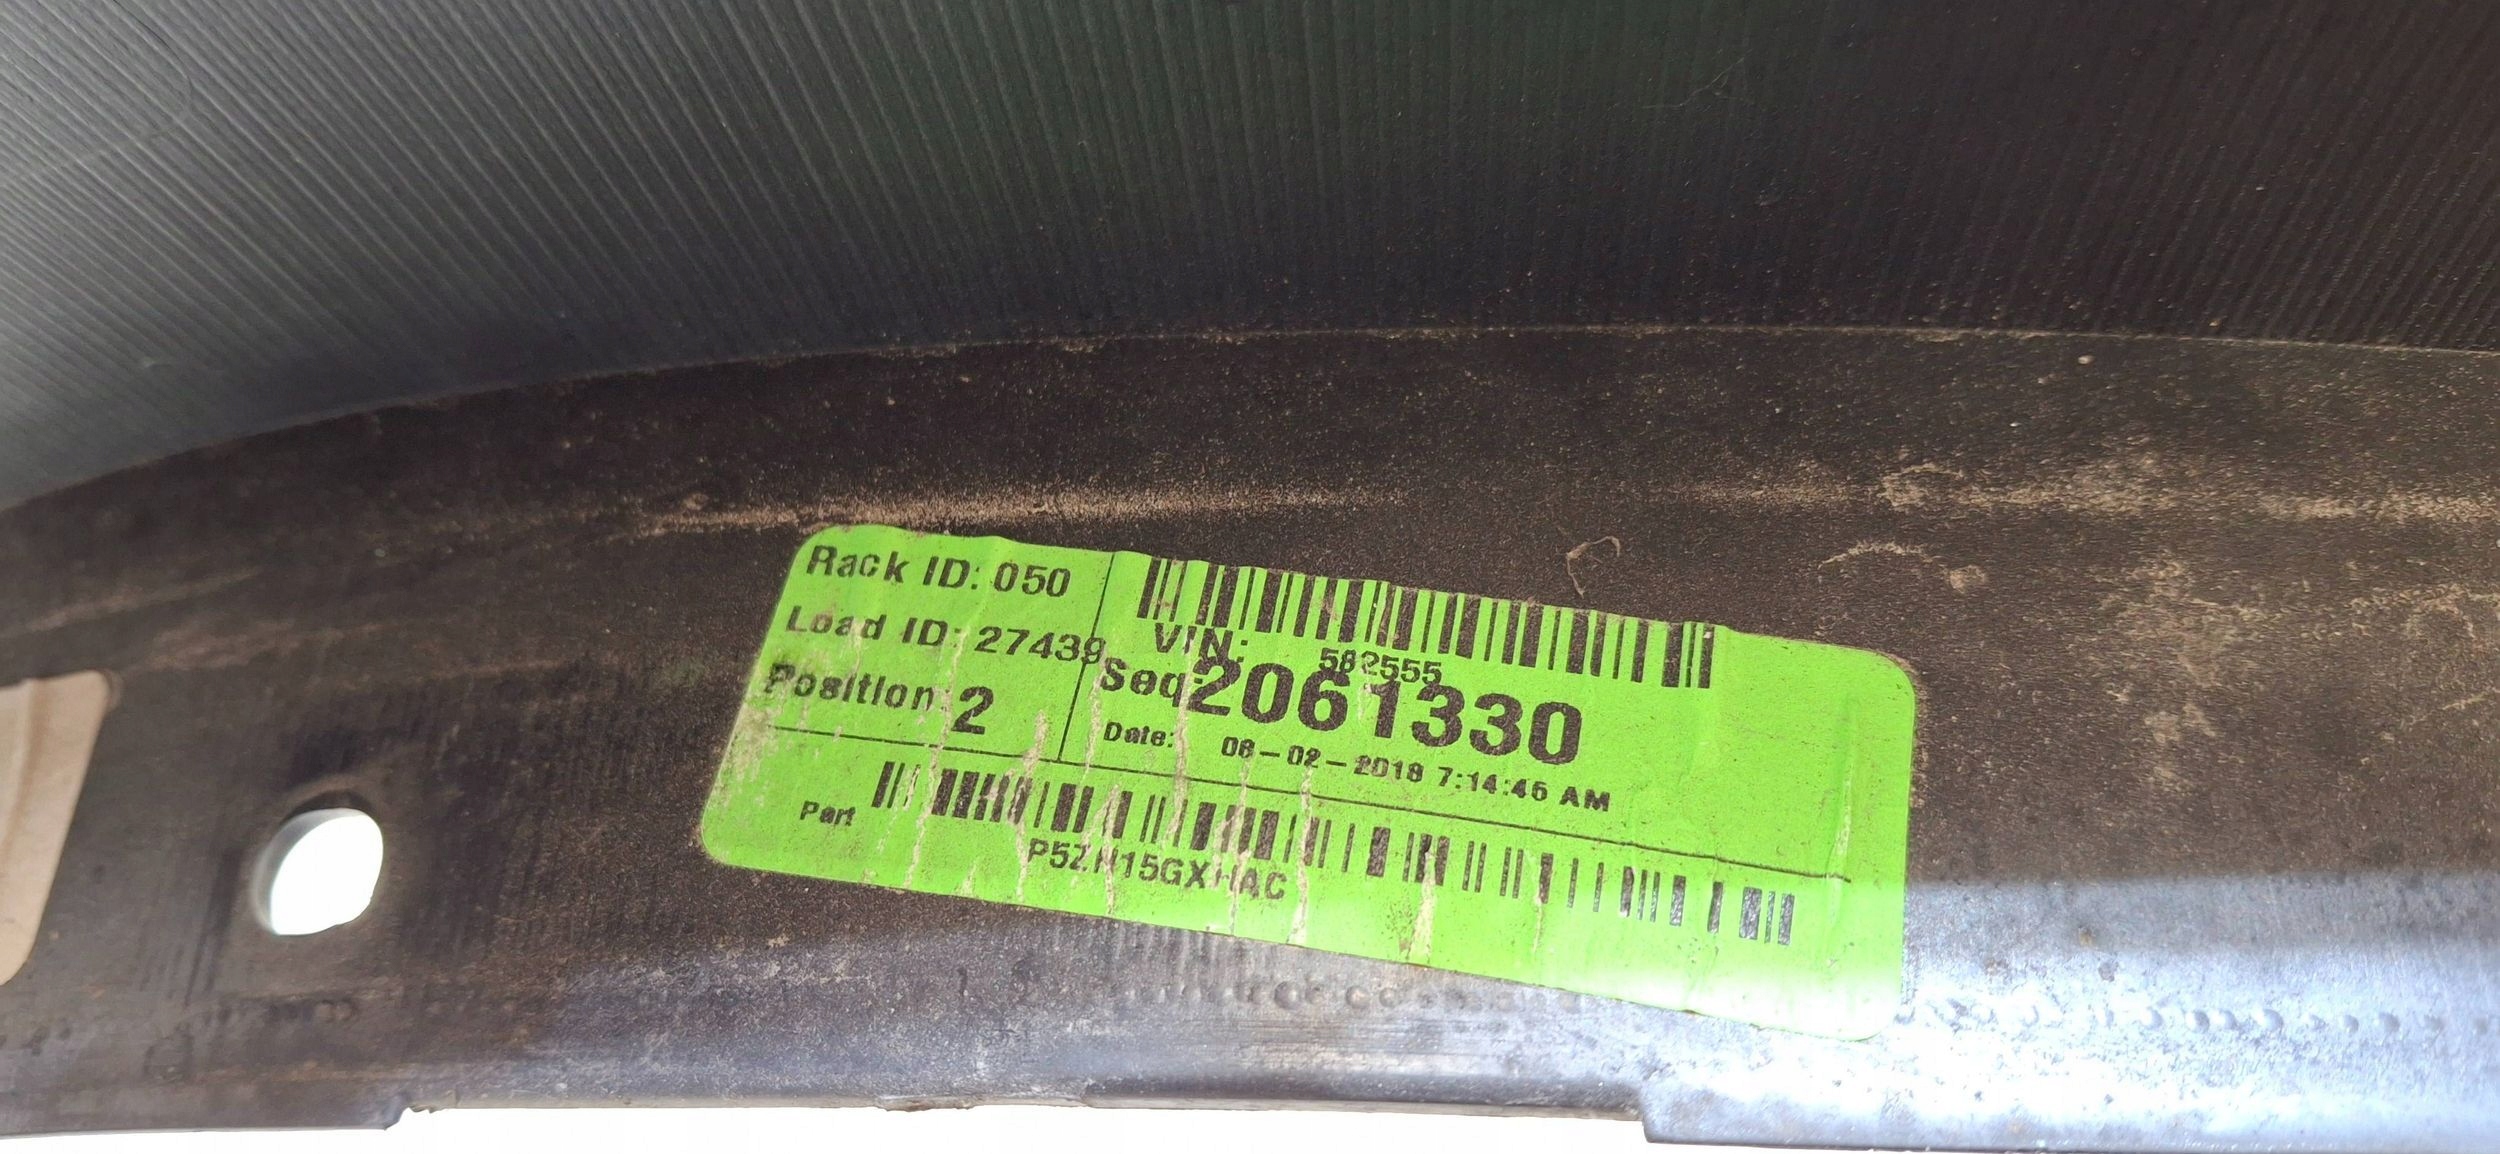 Rack ID: 050
Load ID: 27439
Position: 2
VIN: 582555
Seq: 2061330
Date: 08-02-2018 7:14:46 AM
Part
P5ZH15GXHAC